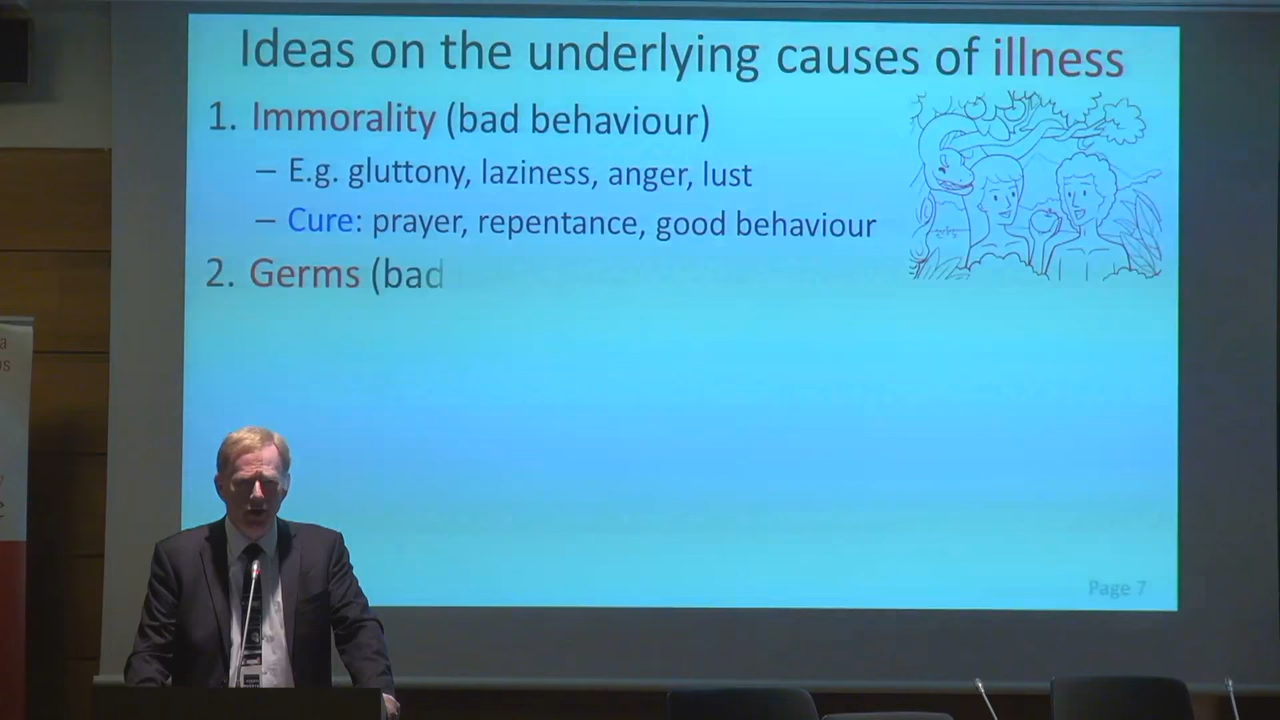 Ideas on the underlying causes of illness
1. Immorality (bad behaviour)
– E.g. gluttony, laziness, anger, lust
– Cure: prayer, repentance, good behaviour
2. Germs (bad
Page 7